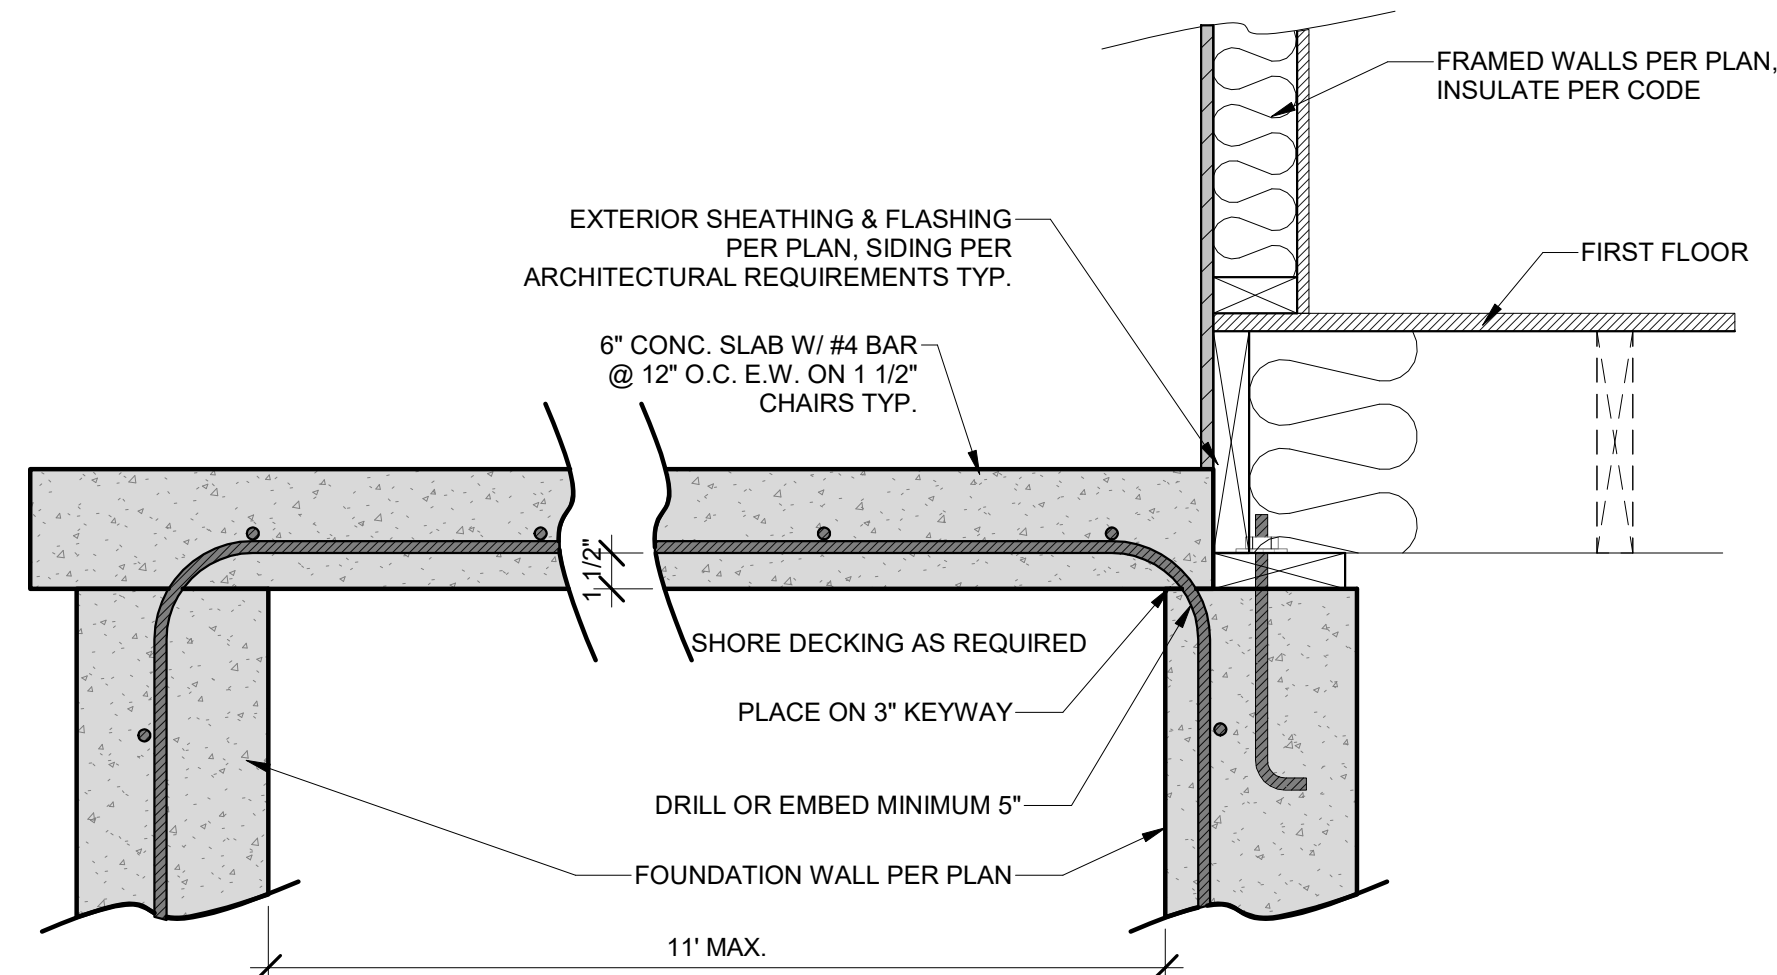 FRAMED WALLS PER PLAN,
INSULATE PER CODE
EXTERIOR SHEATHING & FLASHING
PER PLAN, SIDING PER
ARCHITECTURAL REQUIREMENTS TYP.
FIRST FLOOR
6" CONC. SLAB W/ #4 BAR
@ 12" O.C. E.W. ON 1 1/2"
CHAIRS TYP.
1 1/2"
SHORE DECKING AS REQUIRED
PLACE ON 3" KEYWAY
DRILL OR EMBED MINIMUM 5"
FOUNDATION WALL PER PLAN
11' MAX.